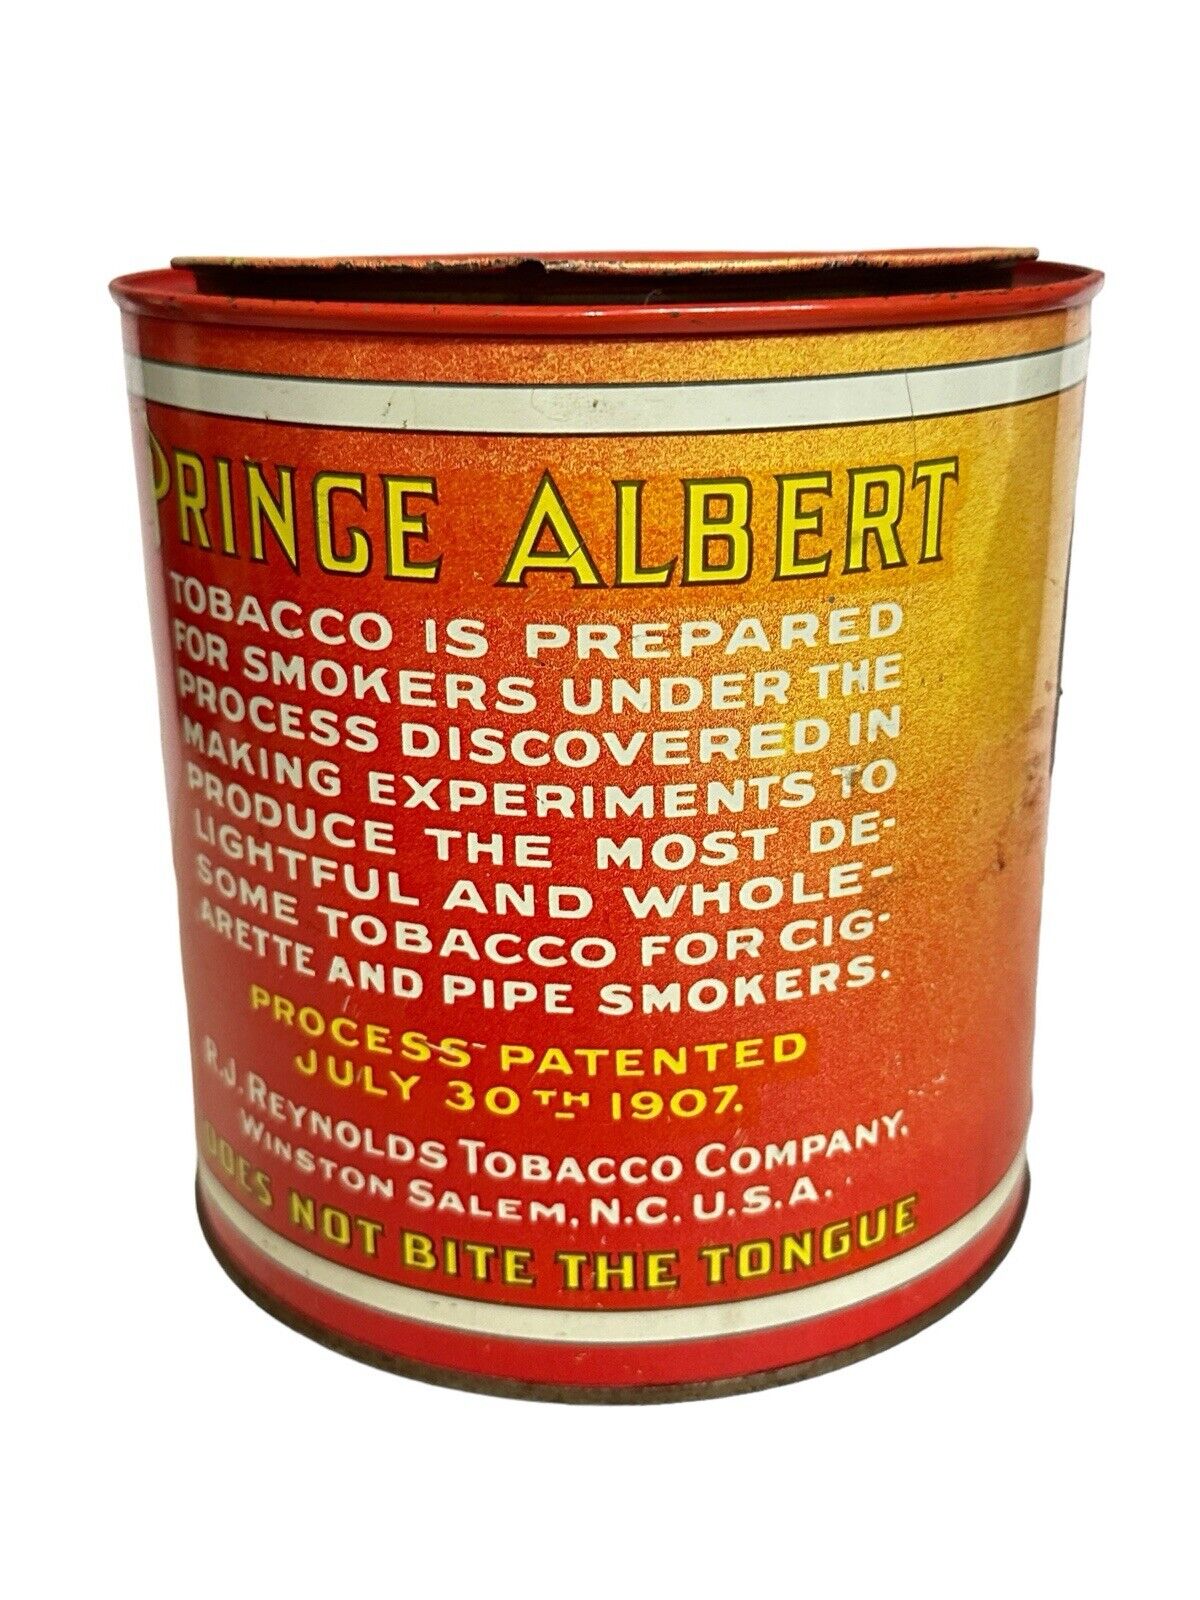 PRINCE ALBERT
TOBACCO IS PREPARED
FOR SMOKERS UNDER THE
PROCESS DISCOVERED IN
MAKING EXPERIMENTS TO
PRODUCE THE MOST DE-
LIGHTFUL AND WHOLE-
SOME TOBACCO FOR CIG-
ARETTE AND PIPE SMOKERS.
PROCESS PATENTED
JULY 30TH 1907.
R.J. REYNOLDS TOBACCO COMPANY,
WINSTON SALEM, N.C. U.S.A.
DOES NOT BITE THE TONGUE